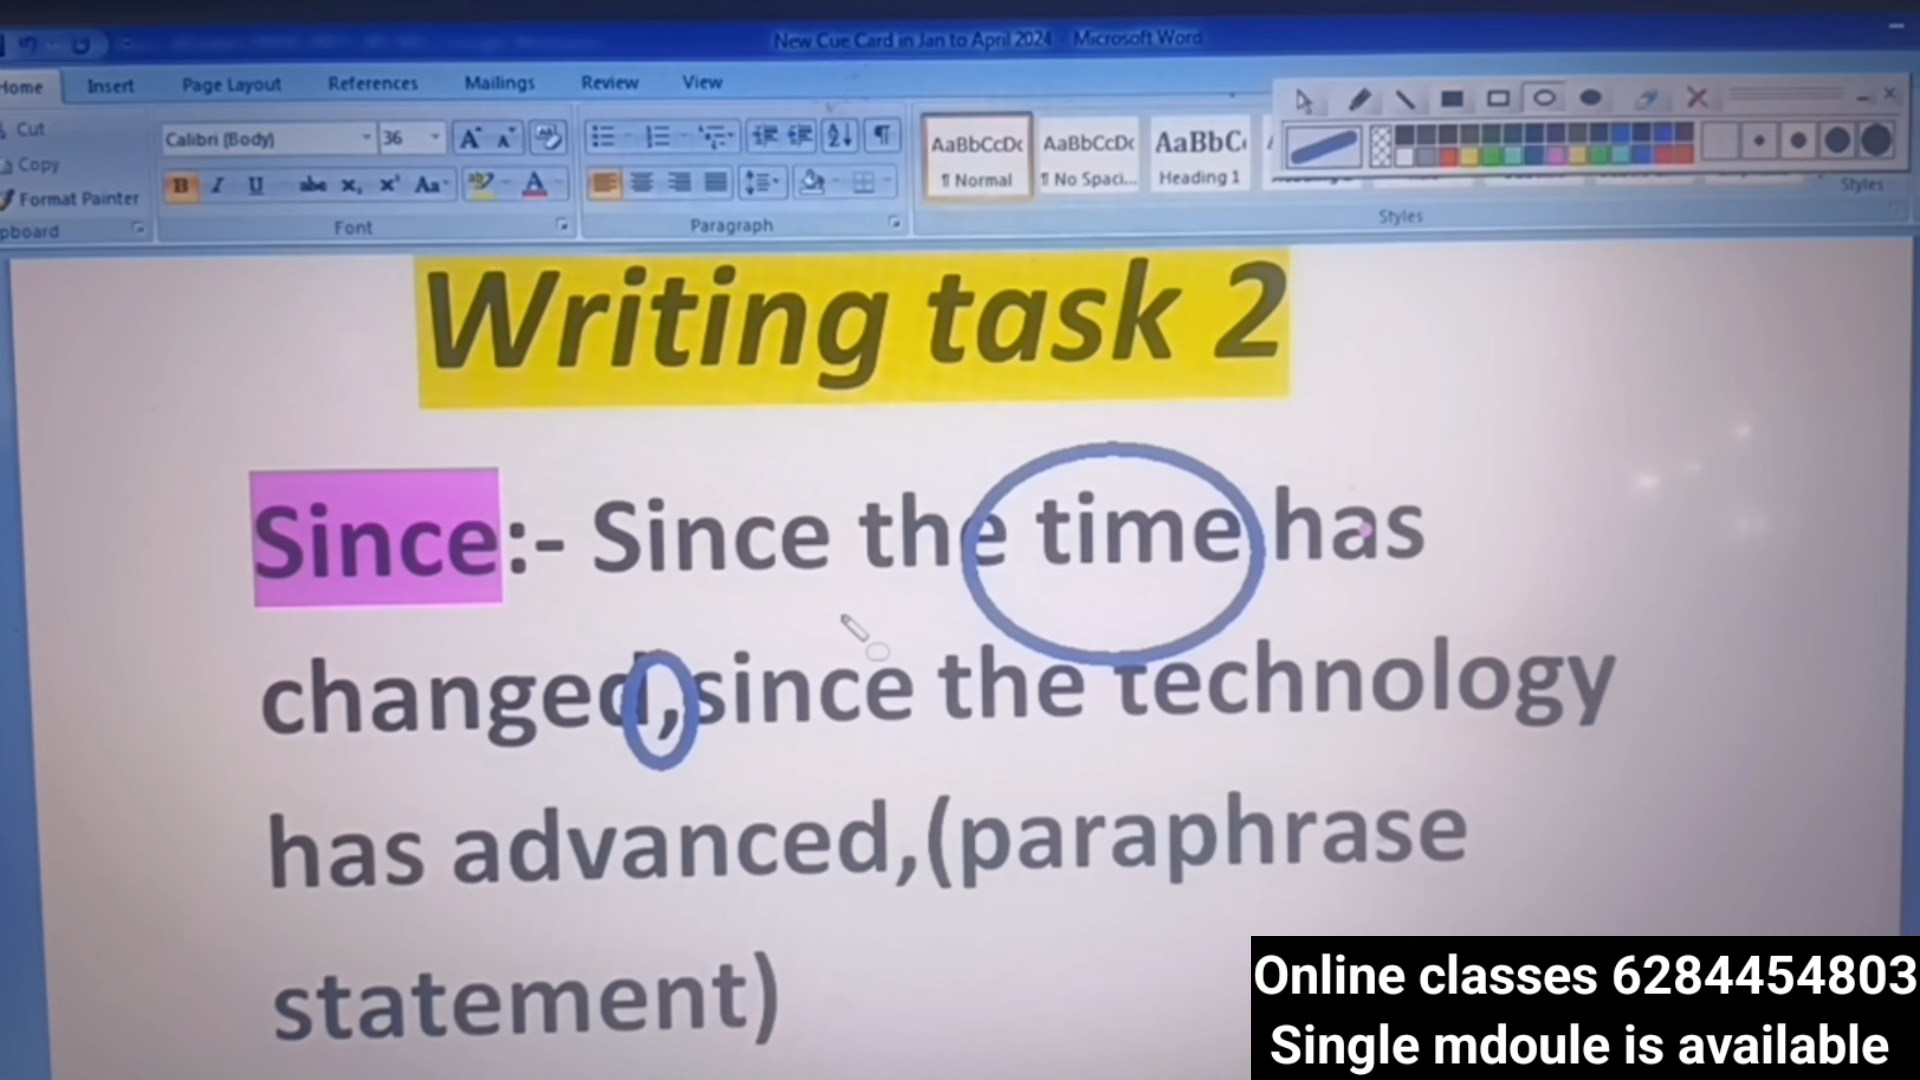 New Cue Card in Jan to April 2024 - Microsoft Word
Home Insert Page Layout References Mailings Review View
Cut
Copy
Format Painter
Calibri (Body) 36
AaBbCcDc AaBbCcDc AaBbC
¶ Normal ¶ No Spaci... Heading 1
Styles
pboard Font Paragraph Styles
Writing task 2
Since:- Since the time has
changed,since the technology
has advanced,(paraphrase
statement)
Online classes 6284454803
Single mdoule is available